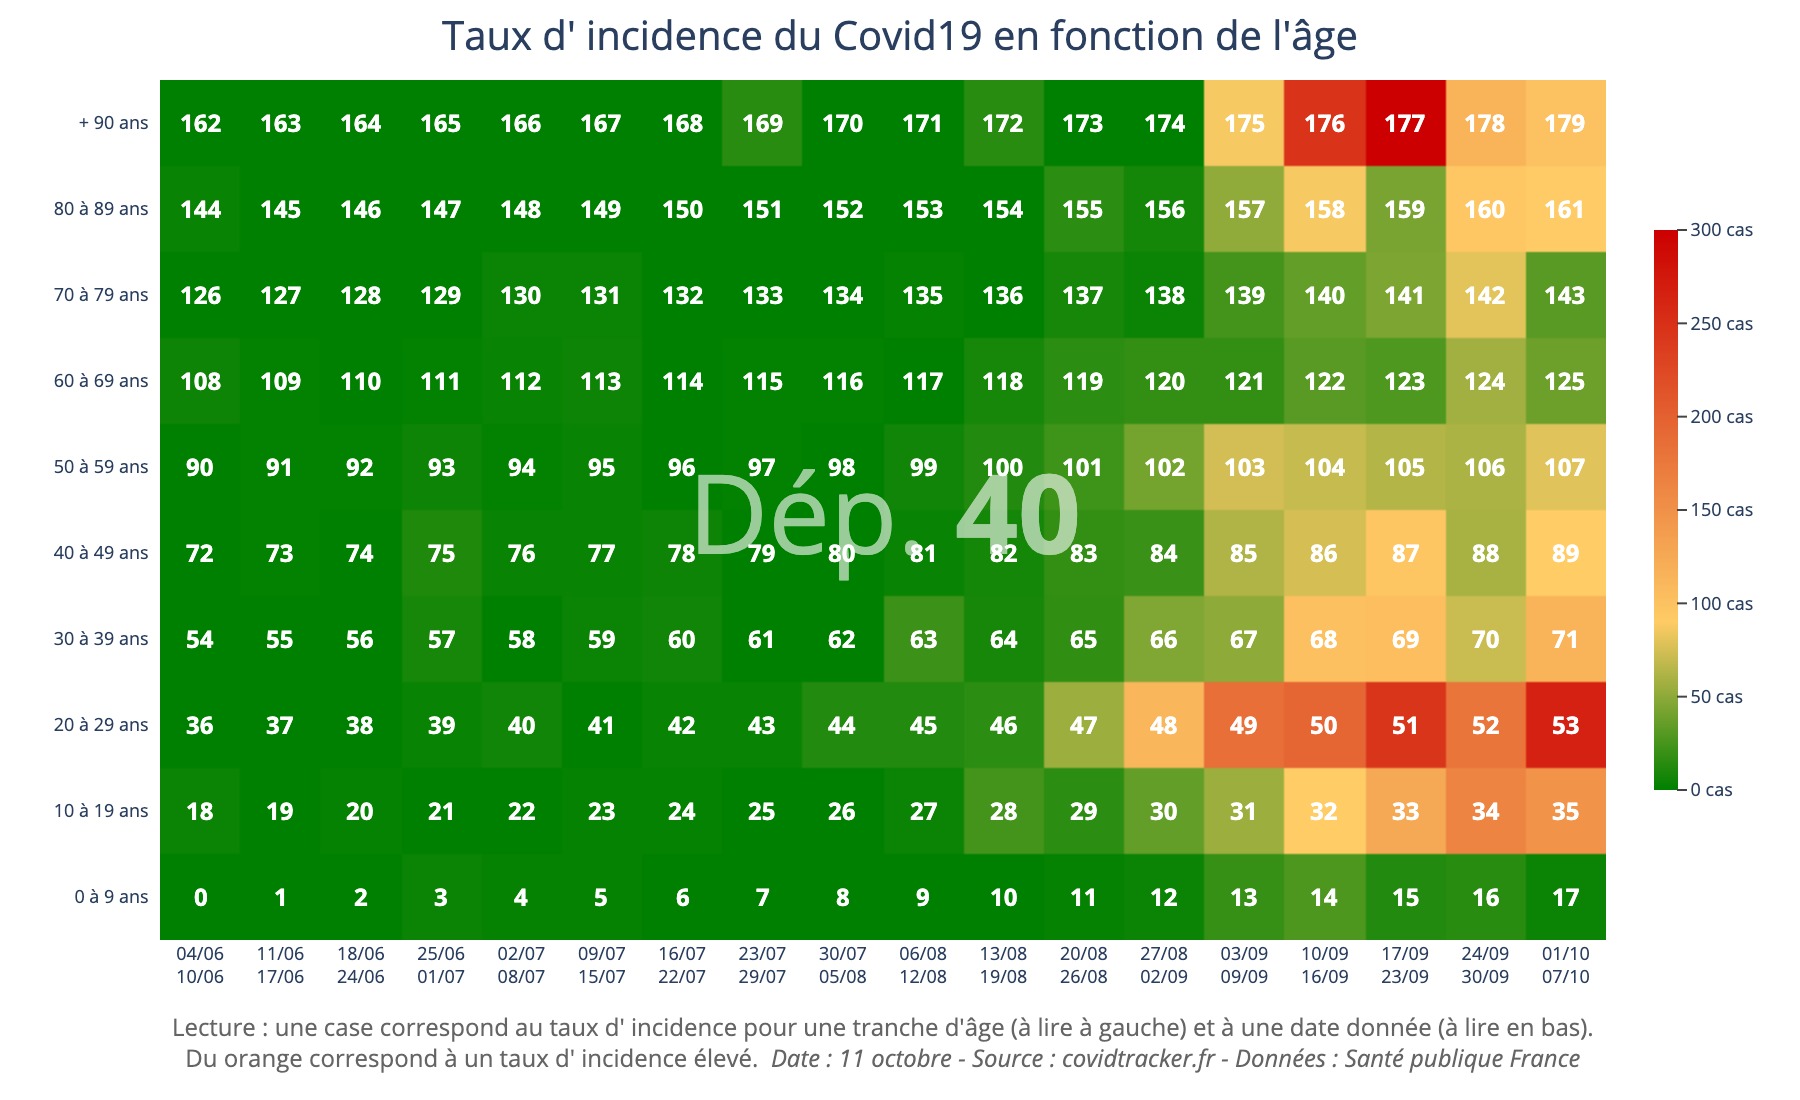 Taux d' incidence du Covid19 en fonction de l'âge
+ 90 ans 162 163 164 165 166 167 168 169 170 171 172 173 174 175 176 177 178 179
80 à 89 ans 144 145 146 147 148 149 150 151 152 153 154 155 156 157 158 159 160 161
70 à 79 ans 126 127 128 129 130 131 132 133 134 135 136 137 138 139 140 141 142 143
60 à 69 ans 108 109 110 111 112 113 114 115 116 117 118 119 120 121 122 123 124 125
50 à 59 ans 90 91 92 93 94 95 96 97 98 99 100 101 102 103 104 105 106 107
Dép. 40
40 à 49 ans 72 73 74 75 76 77 78 79 80 81 82 83 84 85 86 87 88 89
30 à 39 ans 54 55 56 57 58 59 60 61 62 63 64 65 66 67 68 69 70 71
20 à 29 ans 36 37 38 39 40 41 42 43 44 45 46 47 48 49 50 51 52 53
10 à 19 ans 18 19 20 21 22 23 24 25 26 27 28 29 30 31 32 33 34 35
0 à 9 ans 0 1 2 3 4 5 6 7 8 9 10 11 12 13 14 15 16 17
04/06 11/06 18/06 25/06 02/07 09/07 16/07 23/07 30/07 06/08 13/08 20/08 27/08 03/09 10/09 17/09 24/09 01/10
10/06 17/06 24/06 01/07 08/07 15/07 22/07 29/07 05/08 12/08 19/08 26/08 02/09 09/09 16/09 23/09 30/09 07/10
300 cas
250 cas
200 cas
150 cas
100 cas
50 cas
0 cas
Lecture : une case correspond au taux d' incidence pour une tranche d'âge (à lire à gauche) et à une date donnée (à lire en bas).
Du orange correspond à un taux d' incidence élevé. Date : 11 octobre - Source : covidtracker.fr - Données : Santé publique France